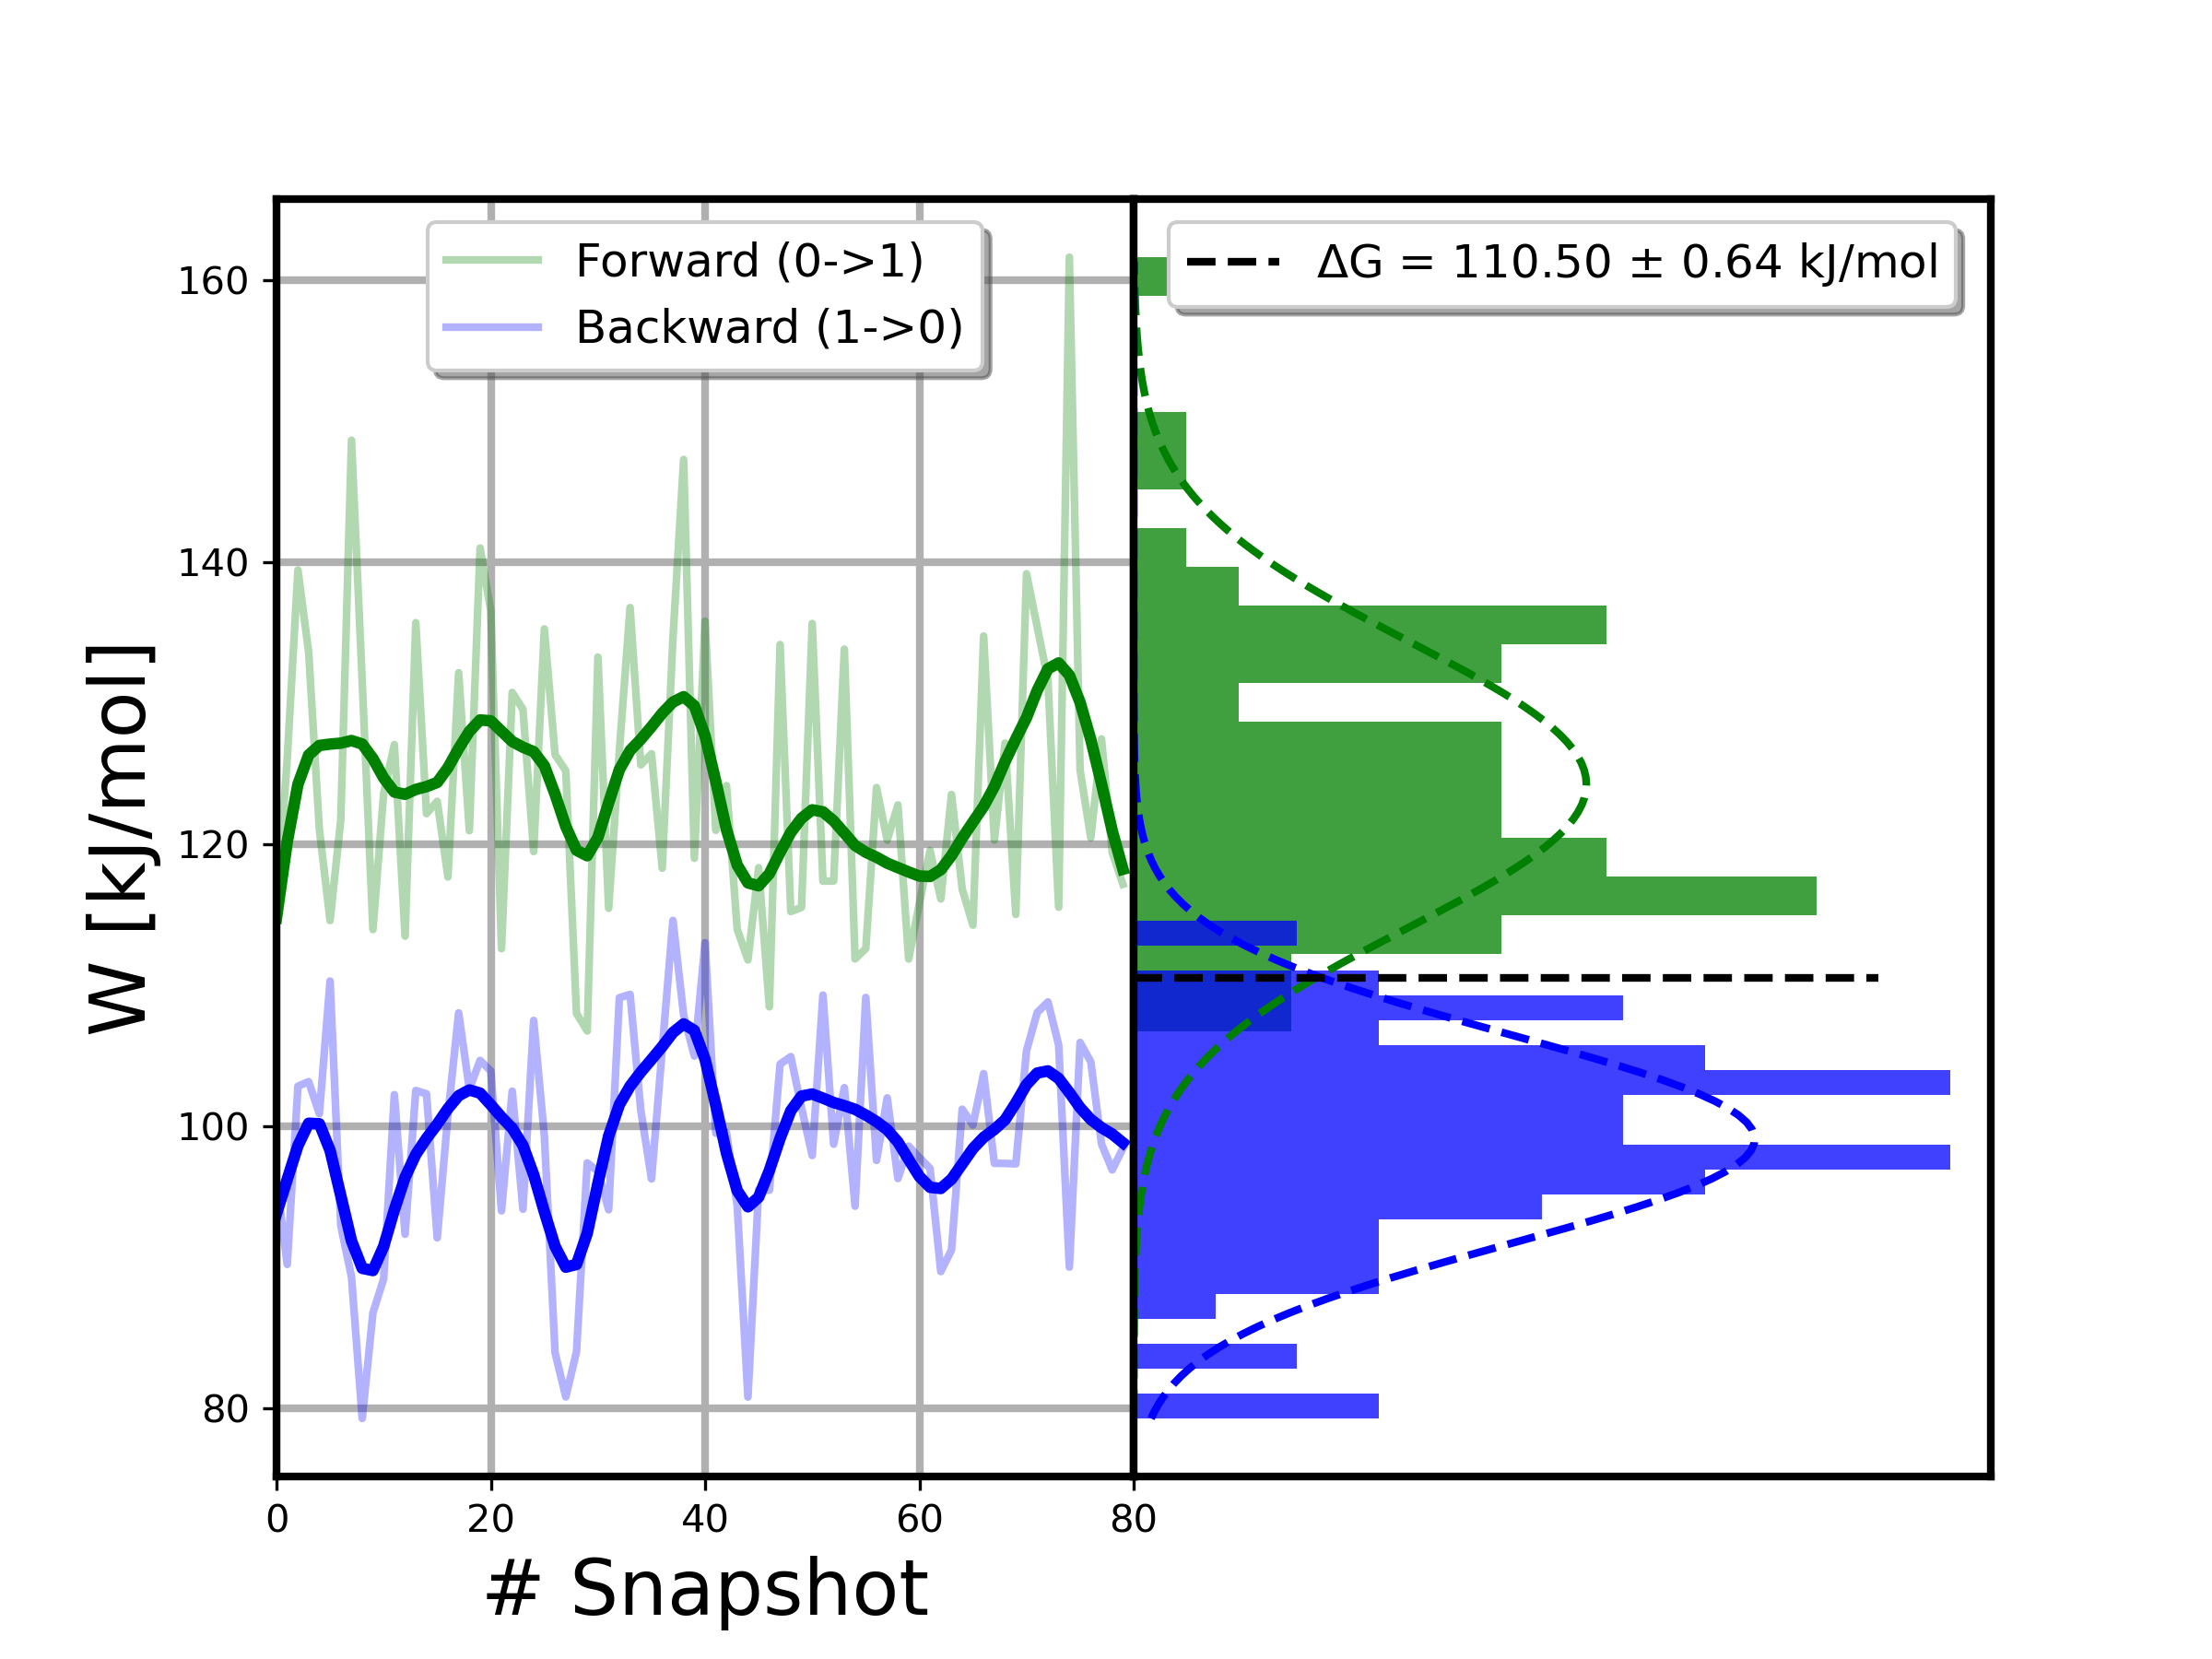 Forward (0->1)
Backward (1->0)
ΔG = 110.50 ± 0.64 kJ/mol
160
140
120
100
80
W [kJ/mol]
0
20
40
60
80
# Snapshot